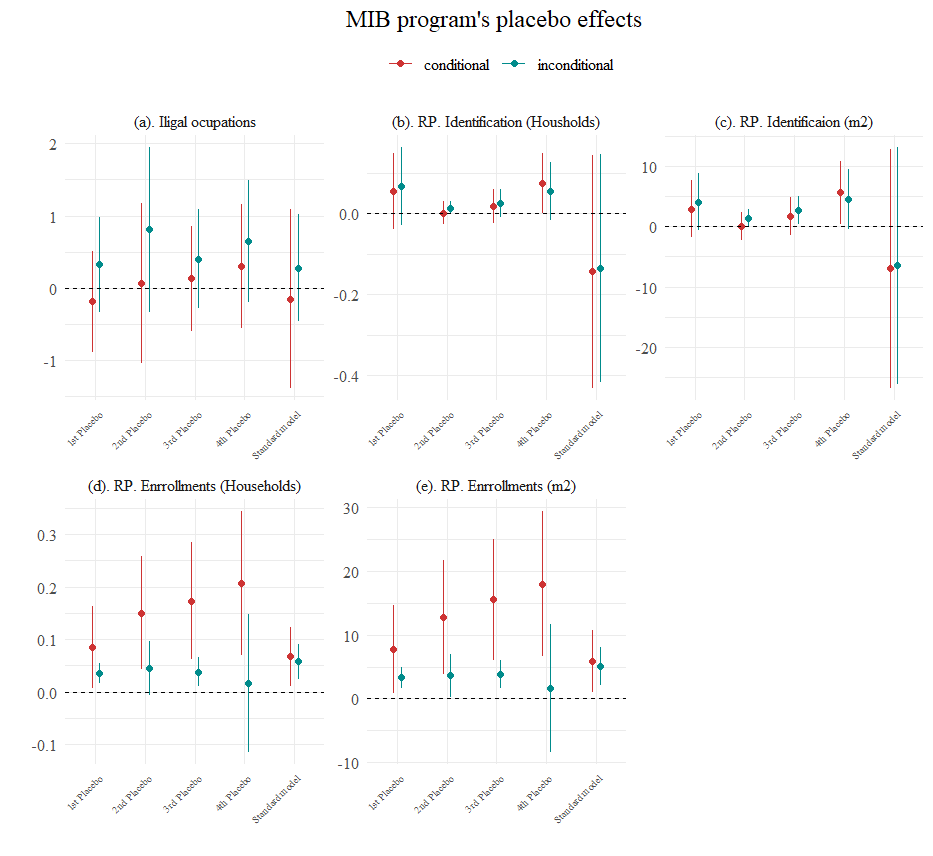 MIB program's placebo effects
conditional inconditional
(a). Iligal ocupations
(b). RP. Identification (Housholds)
(c). RP. Identificaion (m2)
2
1
0
-1
0.0
-0.2
-0.4
10
0
-10
-20
1st Placebo
2nd Placebo
3rd Placebo
4th Placebo
Standard model
1st Placebo
2nd Placebo
3rd Placebo
4th Placebo
Standard model
1st Placebo
2nd Placebo
3rd Placebo
4th Placebo
Standard model
(d). RP. Enrrollments (Households)
(e). RP. Enrrollments (m2)
0.3
0.2
0.1
0.0
-0.1
30
20
10
0
-10
1st Placebo
2nd Placebo
3rd Placebo
4th Placebo
Standard model
1st Placebo
2nd Placebo
3rd Placebo
4th Placebo
Standard model